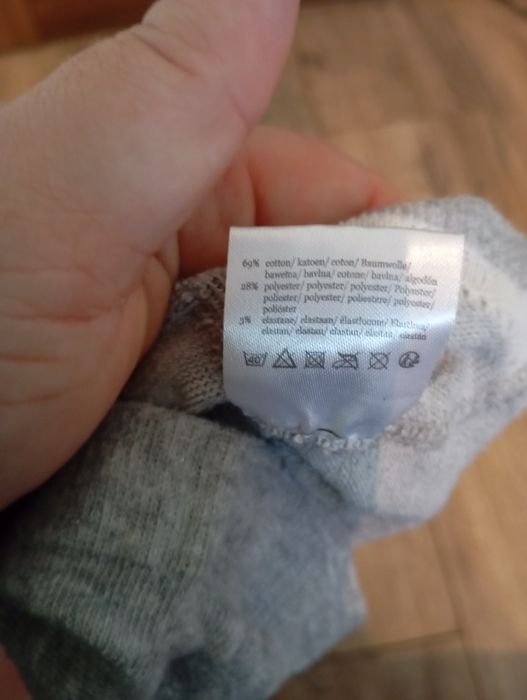 69% cotton/ katoen/ coton/ Baumwolle/
bawełna/ bavlna/ cotone/ bavlna/ algodón
28% polyester/ polyester/ polyester/ Polyester/
poliester/ polyester/ poliestere/ polyester/
poliéster
3% elastane/ elastaan/ élasthanne/ Elasthan/
elastan/ elastan/ elastan/ elastan/ elastán
40